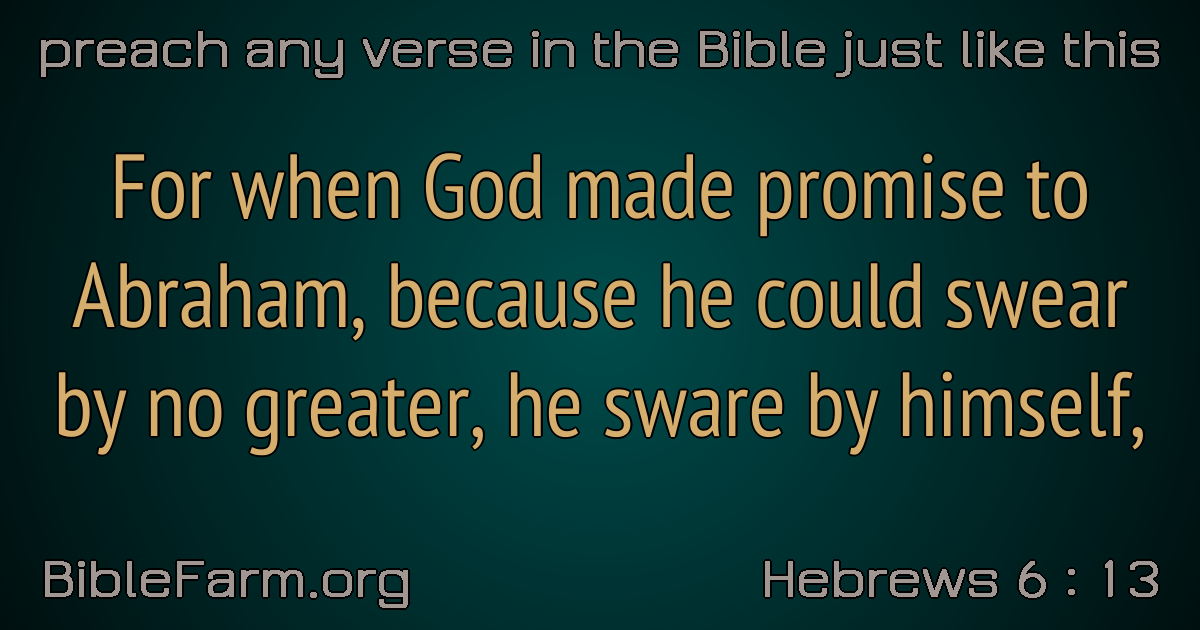 preach any verse in the Bible just like this
For when God made promise to
Abraham, because he could swear
by no greater, he sware by himself,
BibleFarm.org
Hebrews 6 : 13